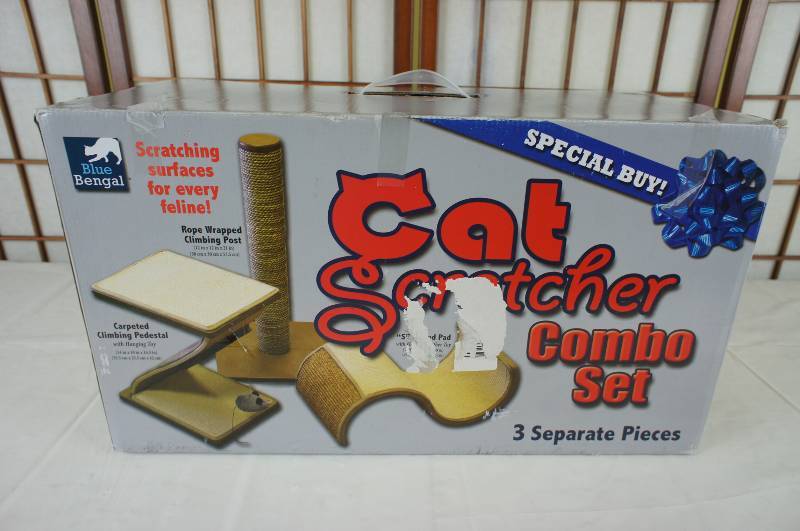 Blue
Bengal
Scratching
surfaces
for every
feline!
Rope Wrapped
Climbing Post
Carpeted
Climbing Pedestal
with Hanging Toy
Pad
SPECIAL BUY!
Cat
Scratcher
Combo
Set
3 Separate Pieces